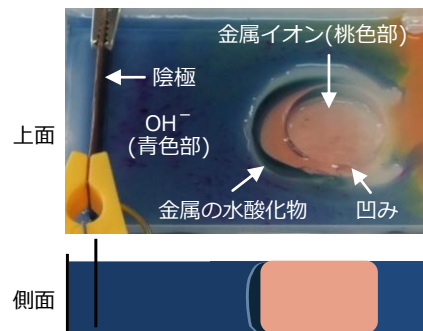 金属イオン(桃色部)
陰極
OH⁻
(青色部)
上面
金属の水酸化物
凹み
側面